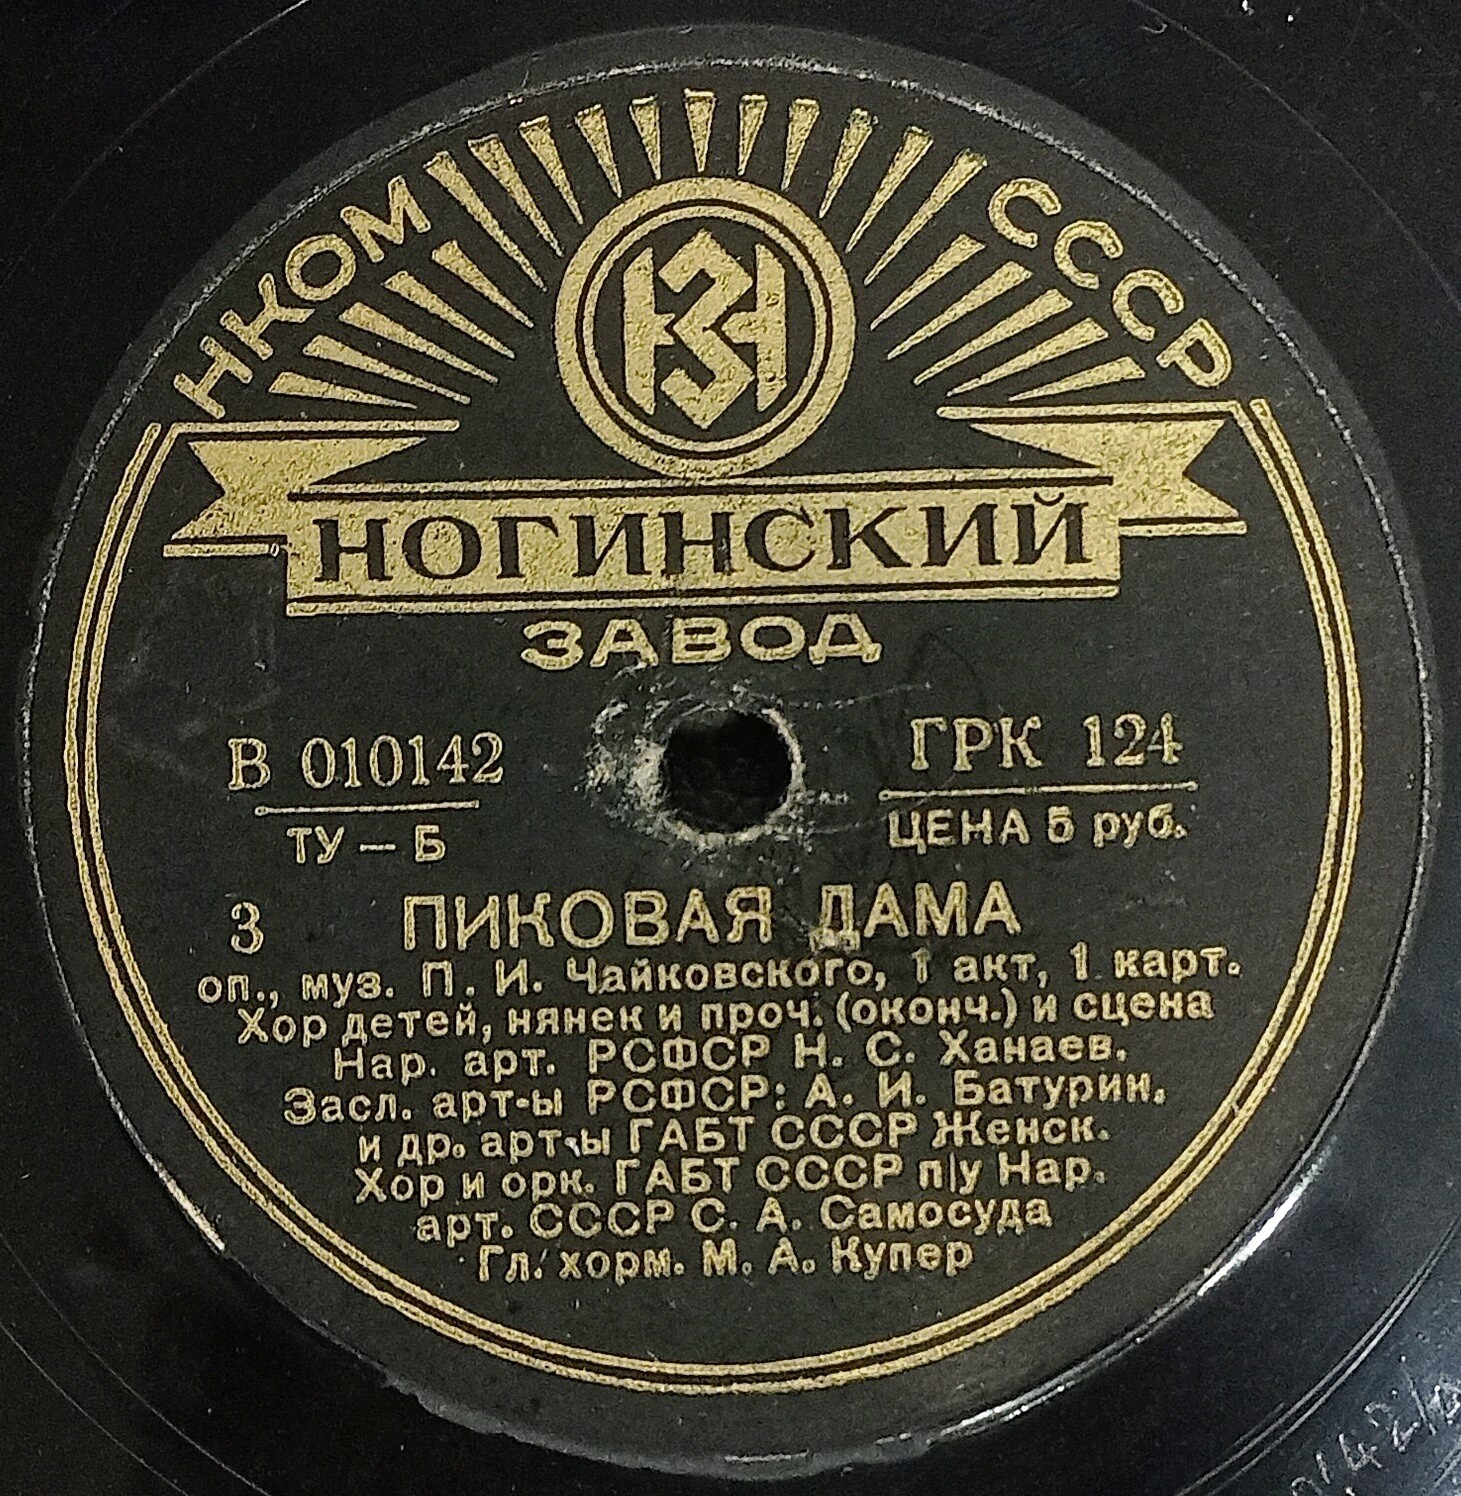 НКОМ СССР
НЗН
НОГИНСКИЙ
ЗАВОД
В 010142 ГРК 124
ТУ — Б ЦЕНА 5 руб.
3 ПИКОВАЯ ДАМА
оп., муз. П. И. Чайковского, 1 акт, 1 карт.
Хор детей, нянек и проч. (оконч.) и сцена
Нар. арт. РСФСР Н. С. Ханаев.
Засл. арт-ы РСФСР: А. И. Батурин.
и др. арт-ы ГАБТ СССР Женск.
Хор и орк. ГАБТ СССР п/у Нар.
арт. СССР С. А. Самосуда
Гл. хорм. М. А. Купер